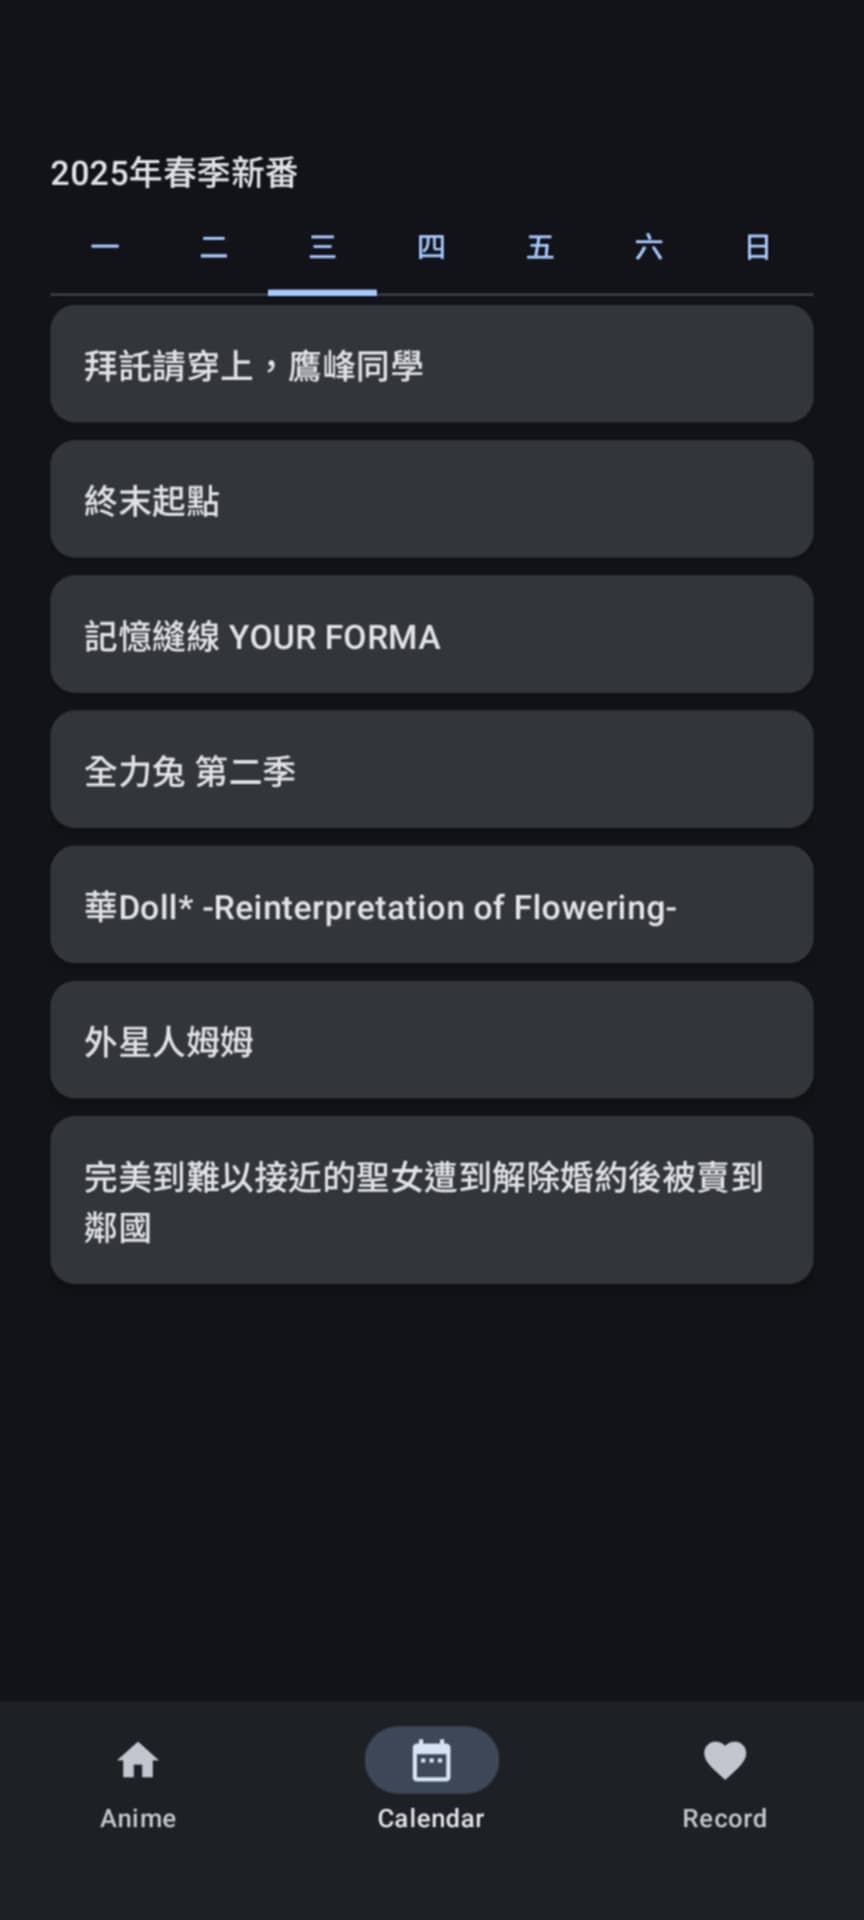 2025年春季新番
一 二 三 四 五 六 日
拜託請穿上，鷹峰同學
終末起點
記憶縫線 YOUR FORMA
全力兔 第二季
華Doll* -Reinterpretation of Flowering-
外星人姆姆
完美到難以接近的聖女遭到解除婚約後被賣到
鄰國
Anime Calendar Record